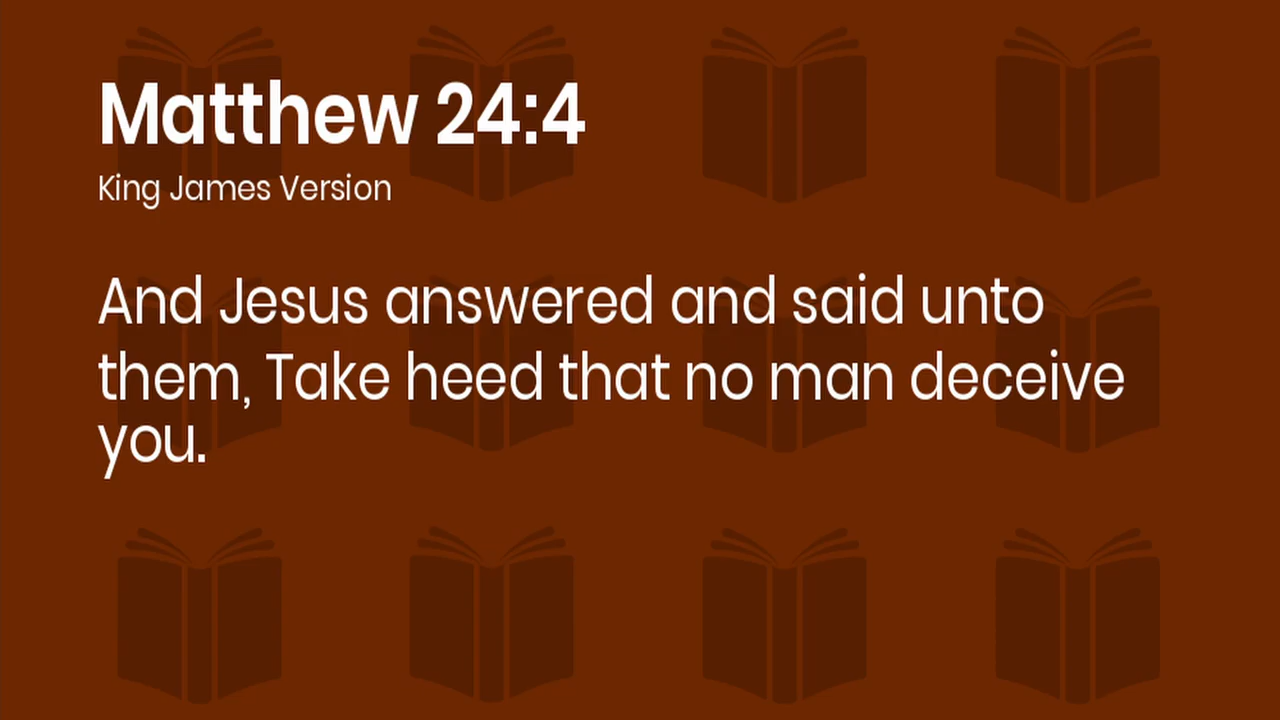 Matthew 24:4
King James Version
And Jesus answered and said unto
them, Take heed that no man deceive
you.